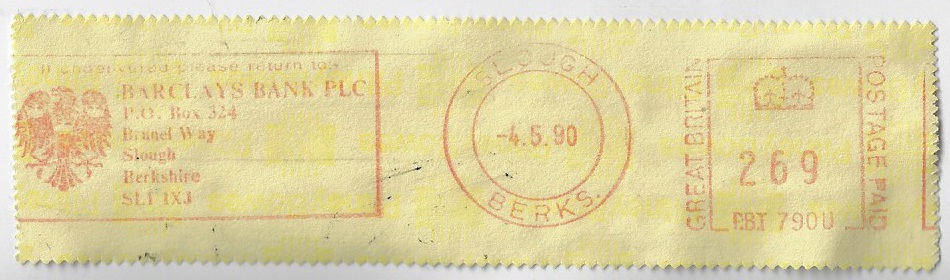 If undelivered please return to:-
BARCLAYS BANK PLC
P.O. Box 324
Brunel Way
Slough
Berkshire
SL1 1XJ
SLOUGH
-4.5.90
BERKS.
GREAT BRITAIN
269
P.B.1 790U
POSTAGE PAID